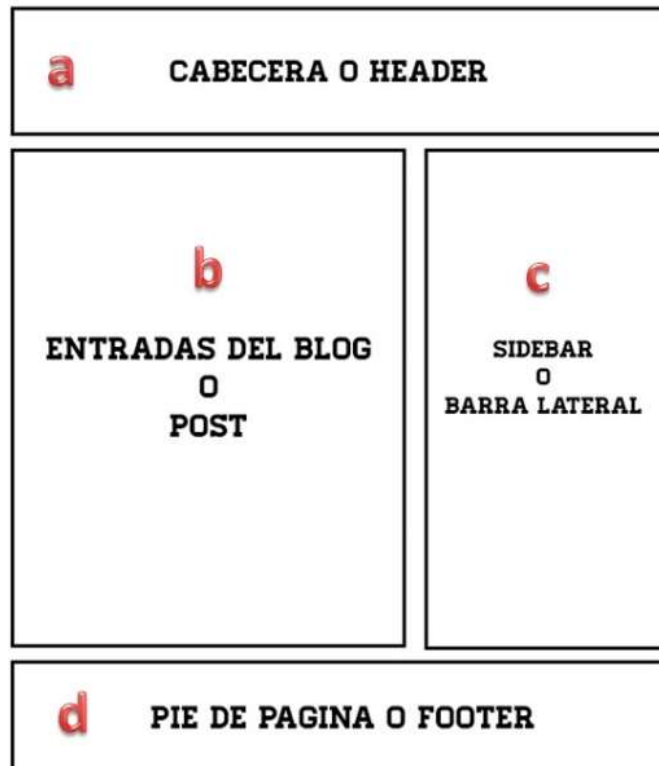 a CABECERA O HEADER
b
ENTRADAS DEL BLOG
O
POST
c
SIDEBAR
O
BARRA LATERAL
d PIE DE PAGINA O FOOTER